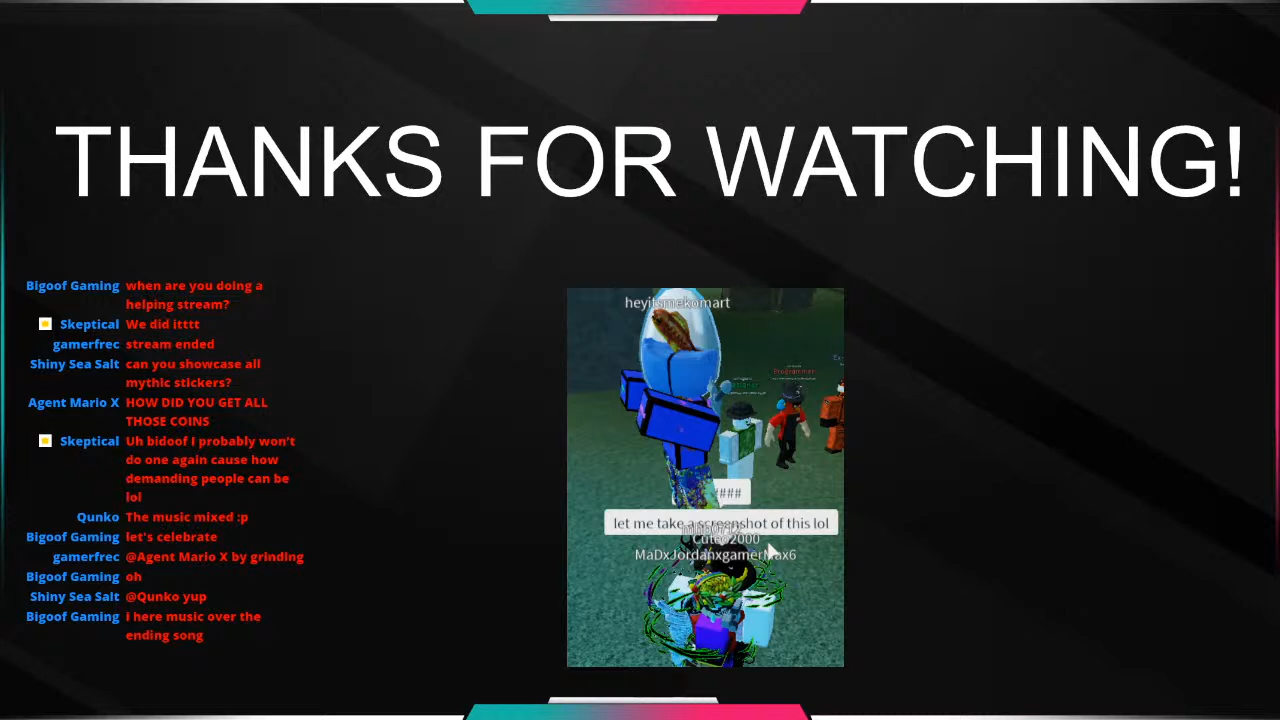 THANKS FOR WATCHING!
Bigoof Gaming when are you doing a
helping stream?
Skeptical We did itttt
gamerfrec stream ended
Shiny Sea Salt can you showcase all
mythic stickers?
Agent Mario X HOW DID YOU GET ALL
THOSE COINS
Skeptical Uh bidoof I probably won't
do one again cause how
demanding people can be
lol
Qunko The music mixed :p
Bigoof Gaming let's celebrate
gamerfrec @Agent Mario X by grinding
Bigoof Gaming oh
Shiny Sea Salt @Qunko yup
Bigoof Gaming i here music over the
ending song
heyitsmekomart
Programmer
####
let me take a screenshot of this lol
MaDxJordanxgamerMax6